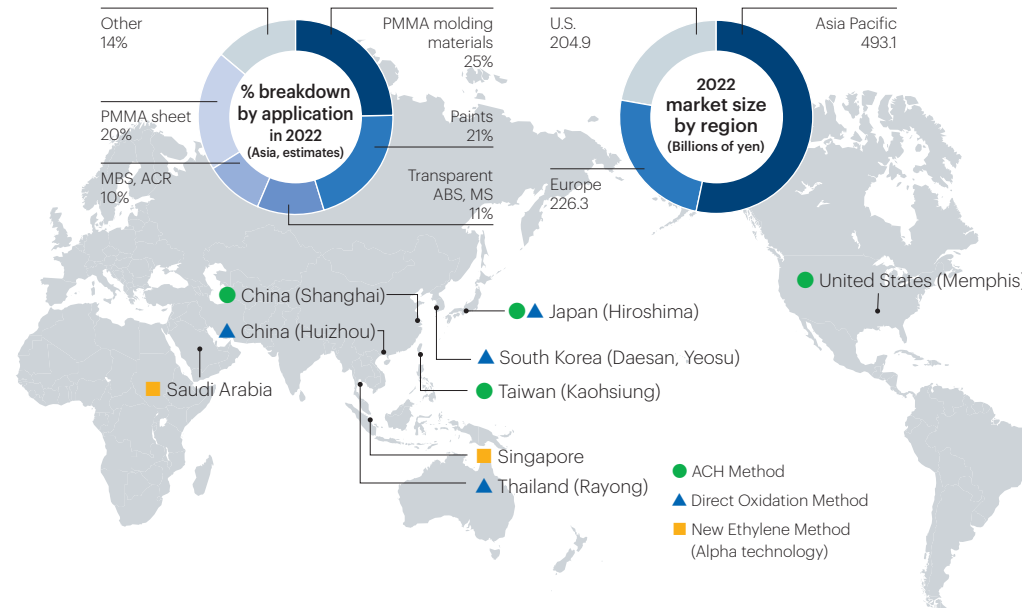 Other
14%
PMMA molding
materials
25%
% breakdown
by application
in 2022
(Asia, estimates)
PMMA sheet
20%
Paints
21%
MBS, ACR
10%
Transparent
ABS, MS
11%
U.S.
204.9
Asia Pacific
493.1
2022
market size
by region
(Billions of yen)
Europe
226.3
China (Shanghai)
China (Huizhou)
Saudi Arabia
Japan (Hiroshima)
South Korea (Daesan, Yeosu)
Taiwan (Kaohsiung)
Singapore
Thailand (Rayong)
United States (Memphis)
ACH Method
Direct Oxidation Method
New Ethylene Method
(Alpha technology)